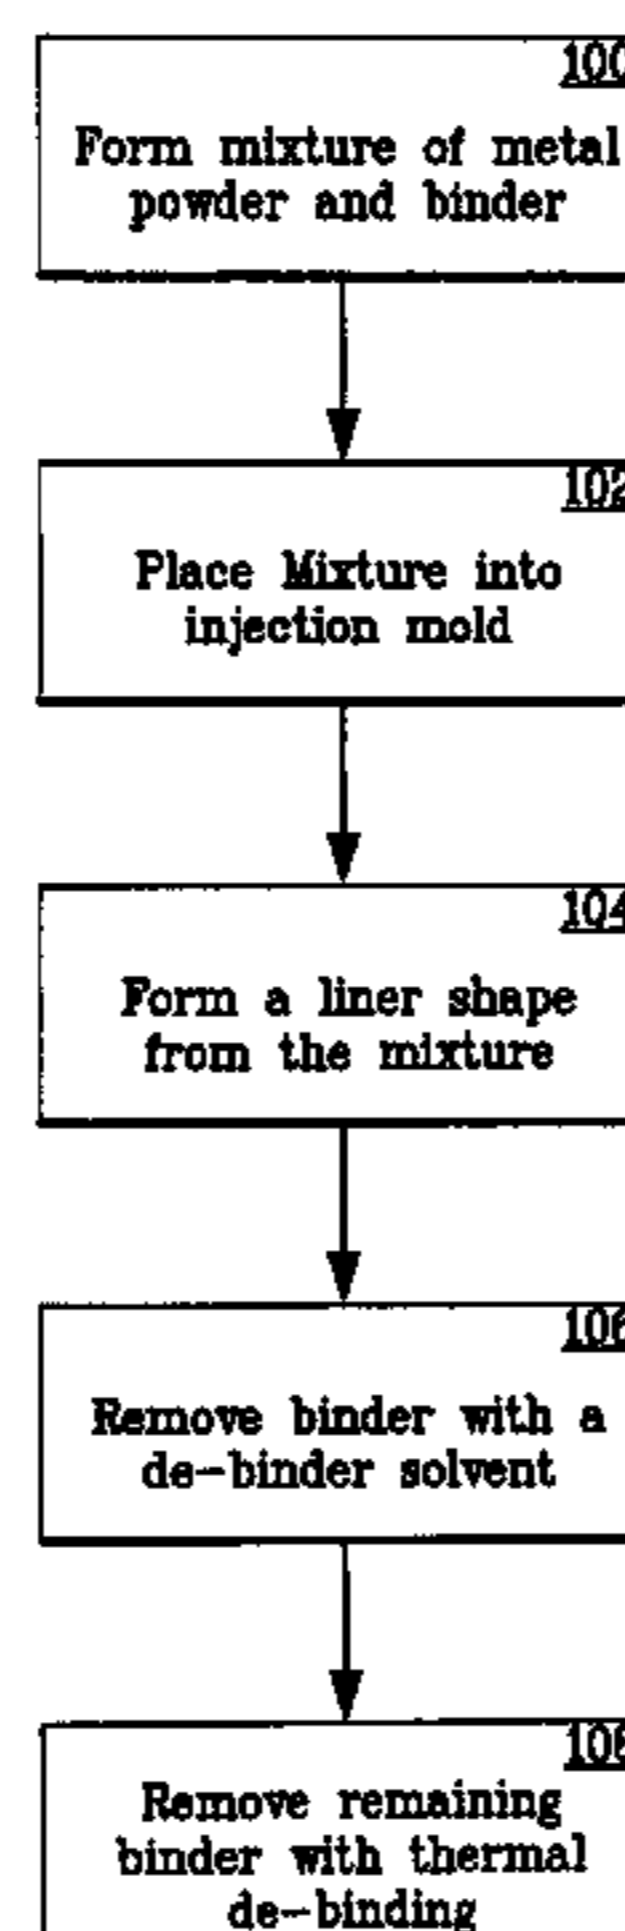 100
Form mixture of metal
powder and binder
102
Place Mixture into
injection mold
104
Form a liner shape
from the mixture
106
Remove binder with a
de-binder solvent
108
Remove remaining
binder with thermal
de-binding